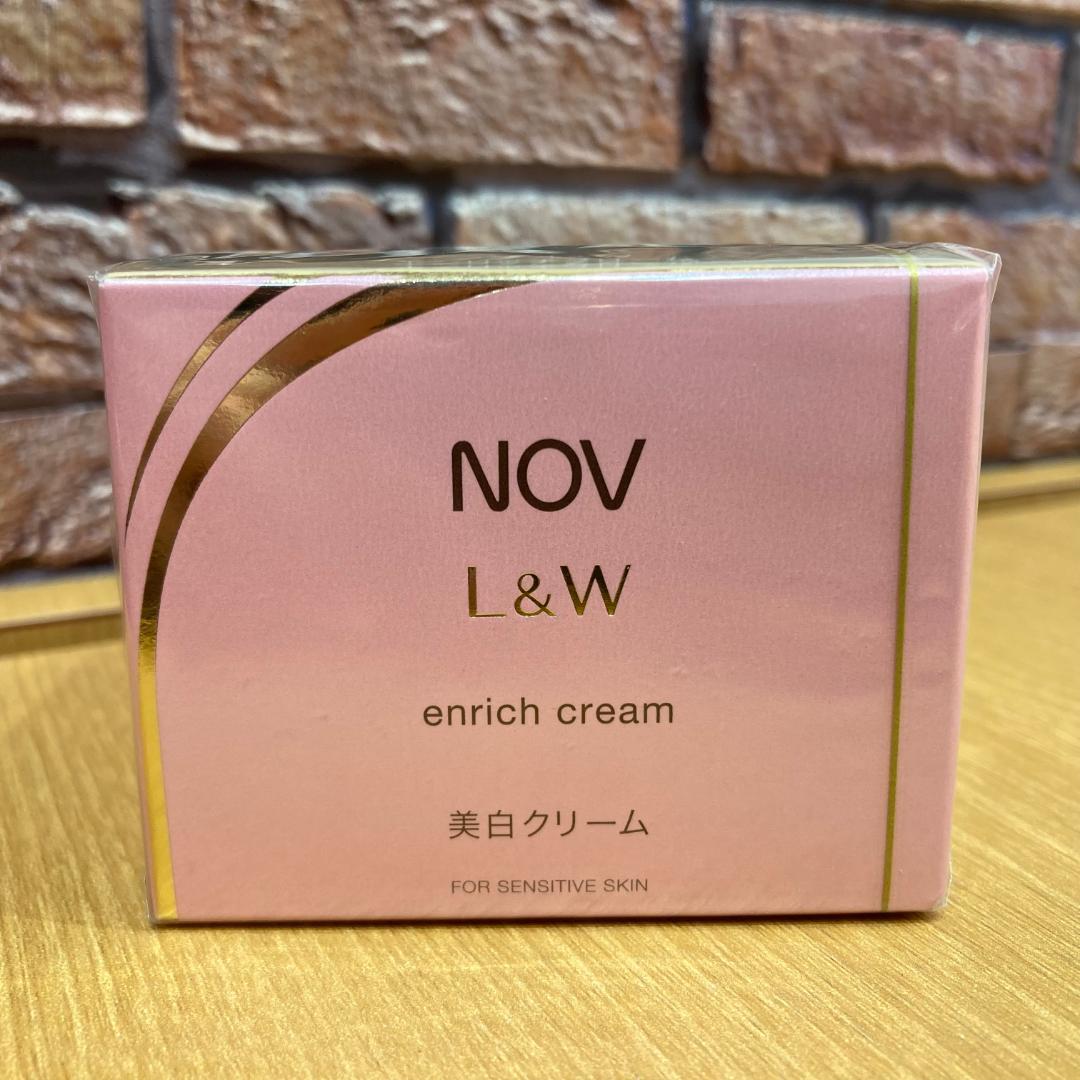 NOV
L&W
enrich cream
美白クリーム
FOR SENSITIVE SKIN